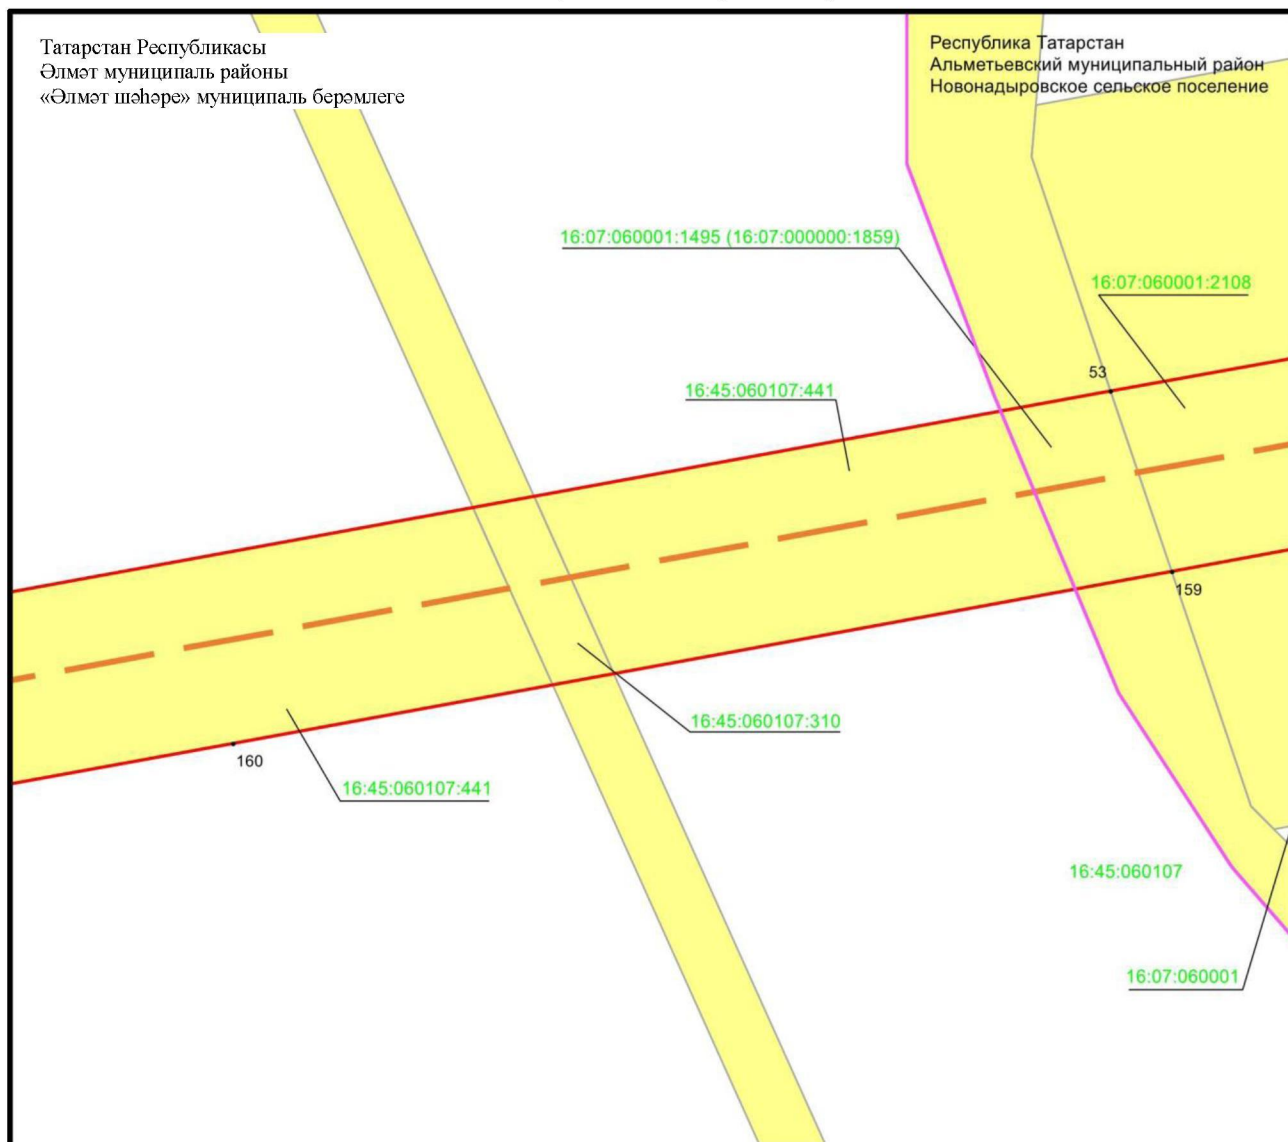 Татарстан Республикасы
Әлмәт муниципаль районы
«Әлмәт шәһәре» муниципаль берәмлеге
Республика Татарстан
Альметьевский муниципальный район
Новонадыровское сельское поселение
16:07:060001:1495 (16:07:000000:1859)
16:07:060001:2108
53
16:45:060107:441
159
16:45:060107:310
160
16:45:060107:441
16:45:060107
16:07:060001